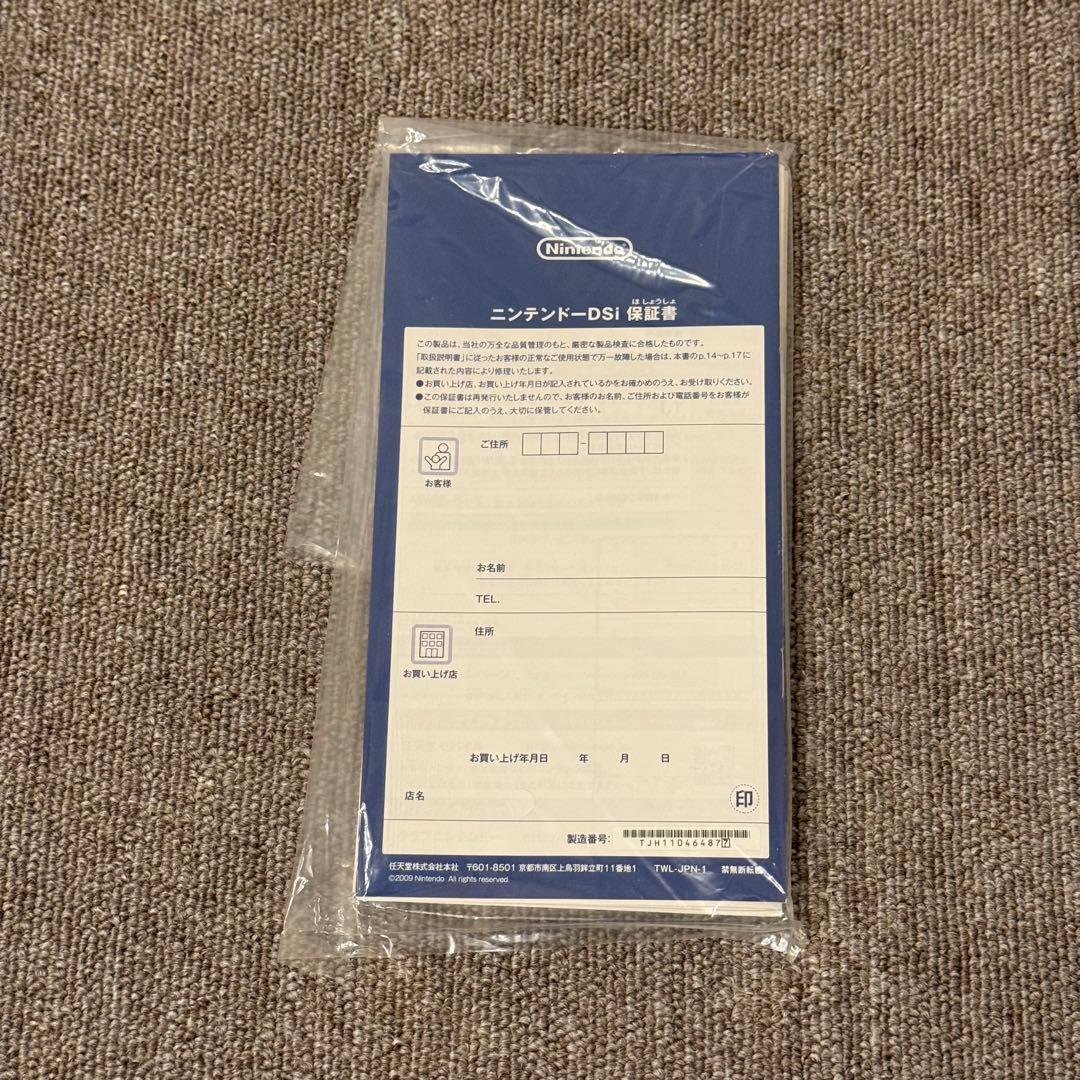 Nintendo
ほしょうしょ
ニンテンドーDSi 保証書
この製品は、当社の万全な品質管理のもと、厳密な製品検査に合格したものです。
「取扱説明書」に従ったお客様の正常なご使用状態で万一故障した場合は、本書のp.14〜p.17に
記載された内容により修理いたします。
●お買い上げ店、お買い上げ年月日が記入されているかをお確かめのうえ、お受け取りください。
●この保証書は再発行いたしませんので、お客様のお名前、ご住所および電話番号をお客様が
保証書にご記入のうえ、大切に保管してください。
ご住所 -
お客様
お名前
TEL.
住所
お買い上げ店
お買い上げ年月日 年 月 日
店名 印
製造番号:
TJH110464877
任天堂株式会社本社 〒601-8501 京都市南区上鳥羽鉾立町11番地1 TWL-JPN-1 禁無断転載
©2009 Nintendo All rights reserved.